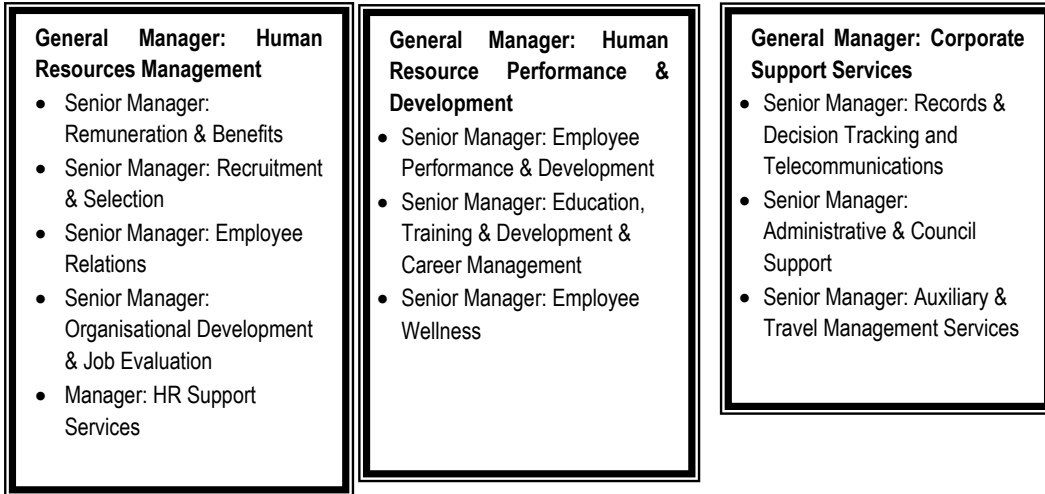 General Manager: Human
Resources Management
• Senior Manager:
Remuneration & Benefits
• Senior Manager: Recruitment
& Selection
• Senior Manager: Employee
Relations
• Senior Manager:
Organisational Development
& Job Evaluation
• Manager: HR Support
Services
General Manager: Human
Resource Performance &
Development
• Senior Manager: Employee
Performance & Development
• Senior Manager: Education,
Training & Development &
Career Management
• Senior Manager: Employee
Wellness
General Manager: Corporate
Support Services
• Senior Manager: Records &
Decision Tracking and
Telecommunications
• Senior Manager:
Administrative & Council
Support
• Senior Manager: Auxiliary &
Travel Management Services